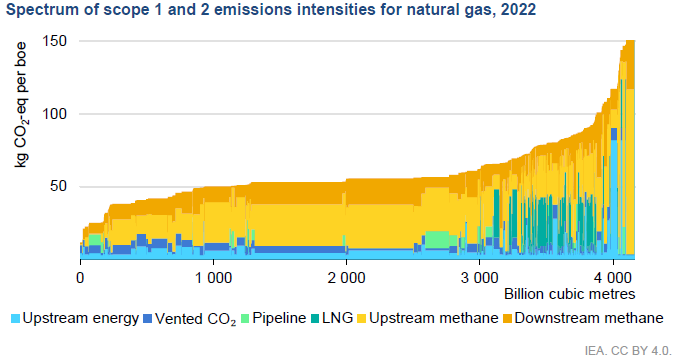 Spectrum of scope 1 and 2 emissions intensities for natural gas, 2022
kg CO₂-eq per boe
150
100
50
0
1 000
2 000
3 000
4 000
Billion cubic metres
Upstream energy Vented CO₂ Pipeline LNG Upstream methane Downstream methane
IEA. CC BY 4.0.